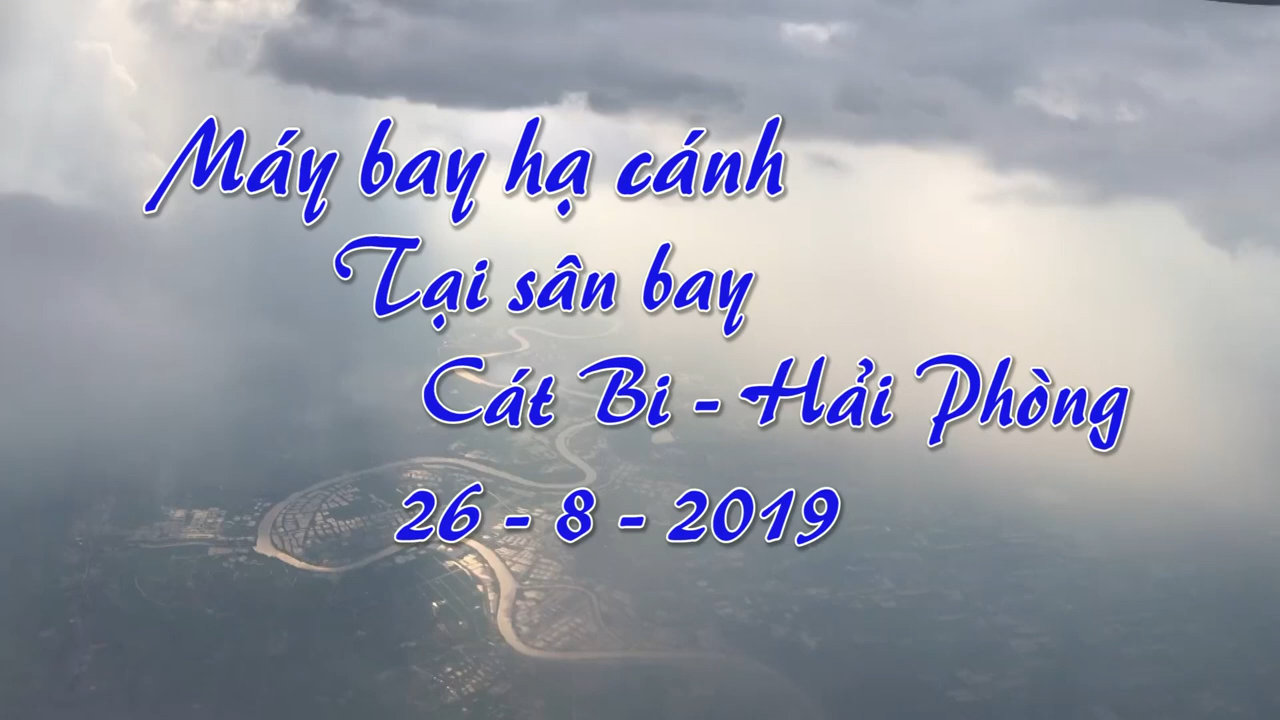 Máy bay hạ cánh
Tại sân bay
Cát Bi - Hải Phòng
26 - 8 - 2019